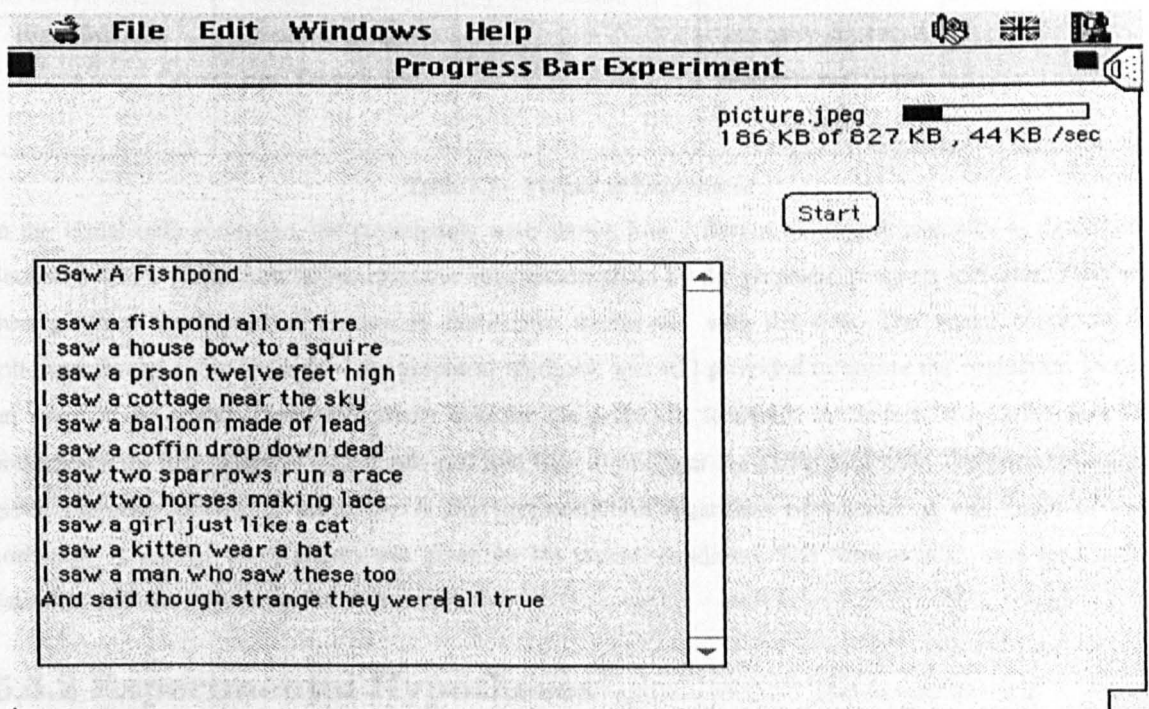 File Edit Windows Help
Progress Bar Experiment
picture.jpeg
186 KB of 827 KB , 44 KB /sec
Start
I Saw A Fishpond
I saw a fishpond all on fire
I saw a house bow to a squire
I saw a prson twelve feet high
I saw a cottage near the sky
I saw a balloon made of lead
I saw a coffin drop down dead
I saw two sparrows run a race
I saw two horses making lace
I saw a girl just like a cat
I saw a kitten wear a hat
I saw a man who saw these too
And said though strange they were all true